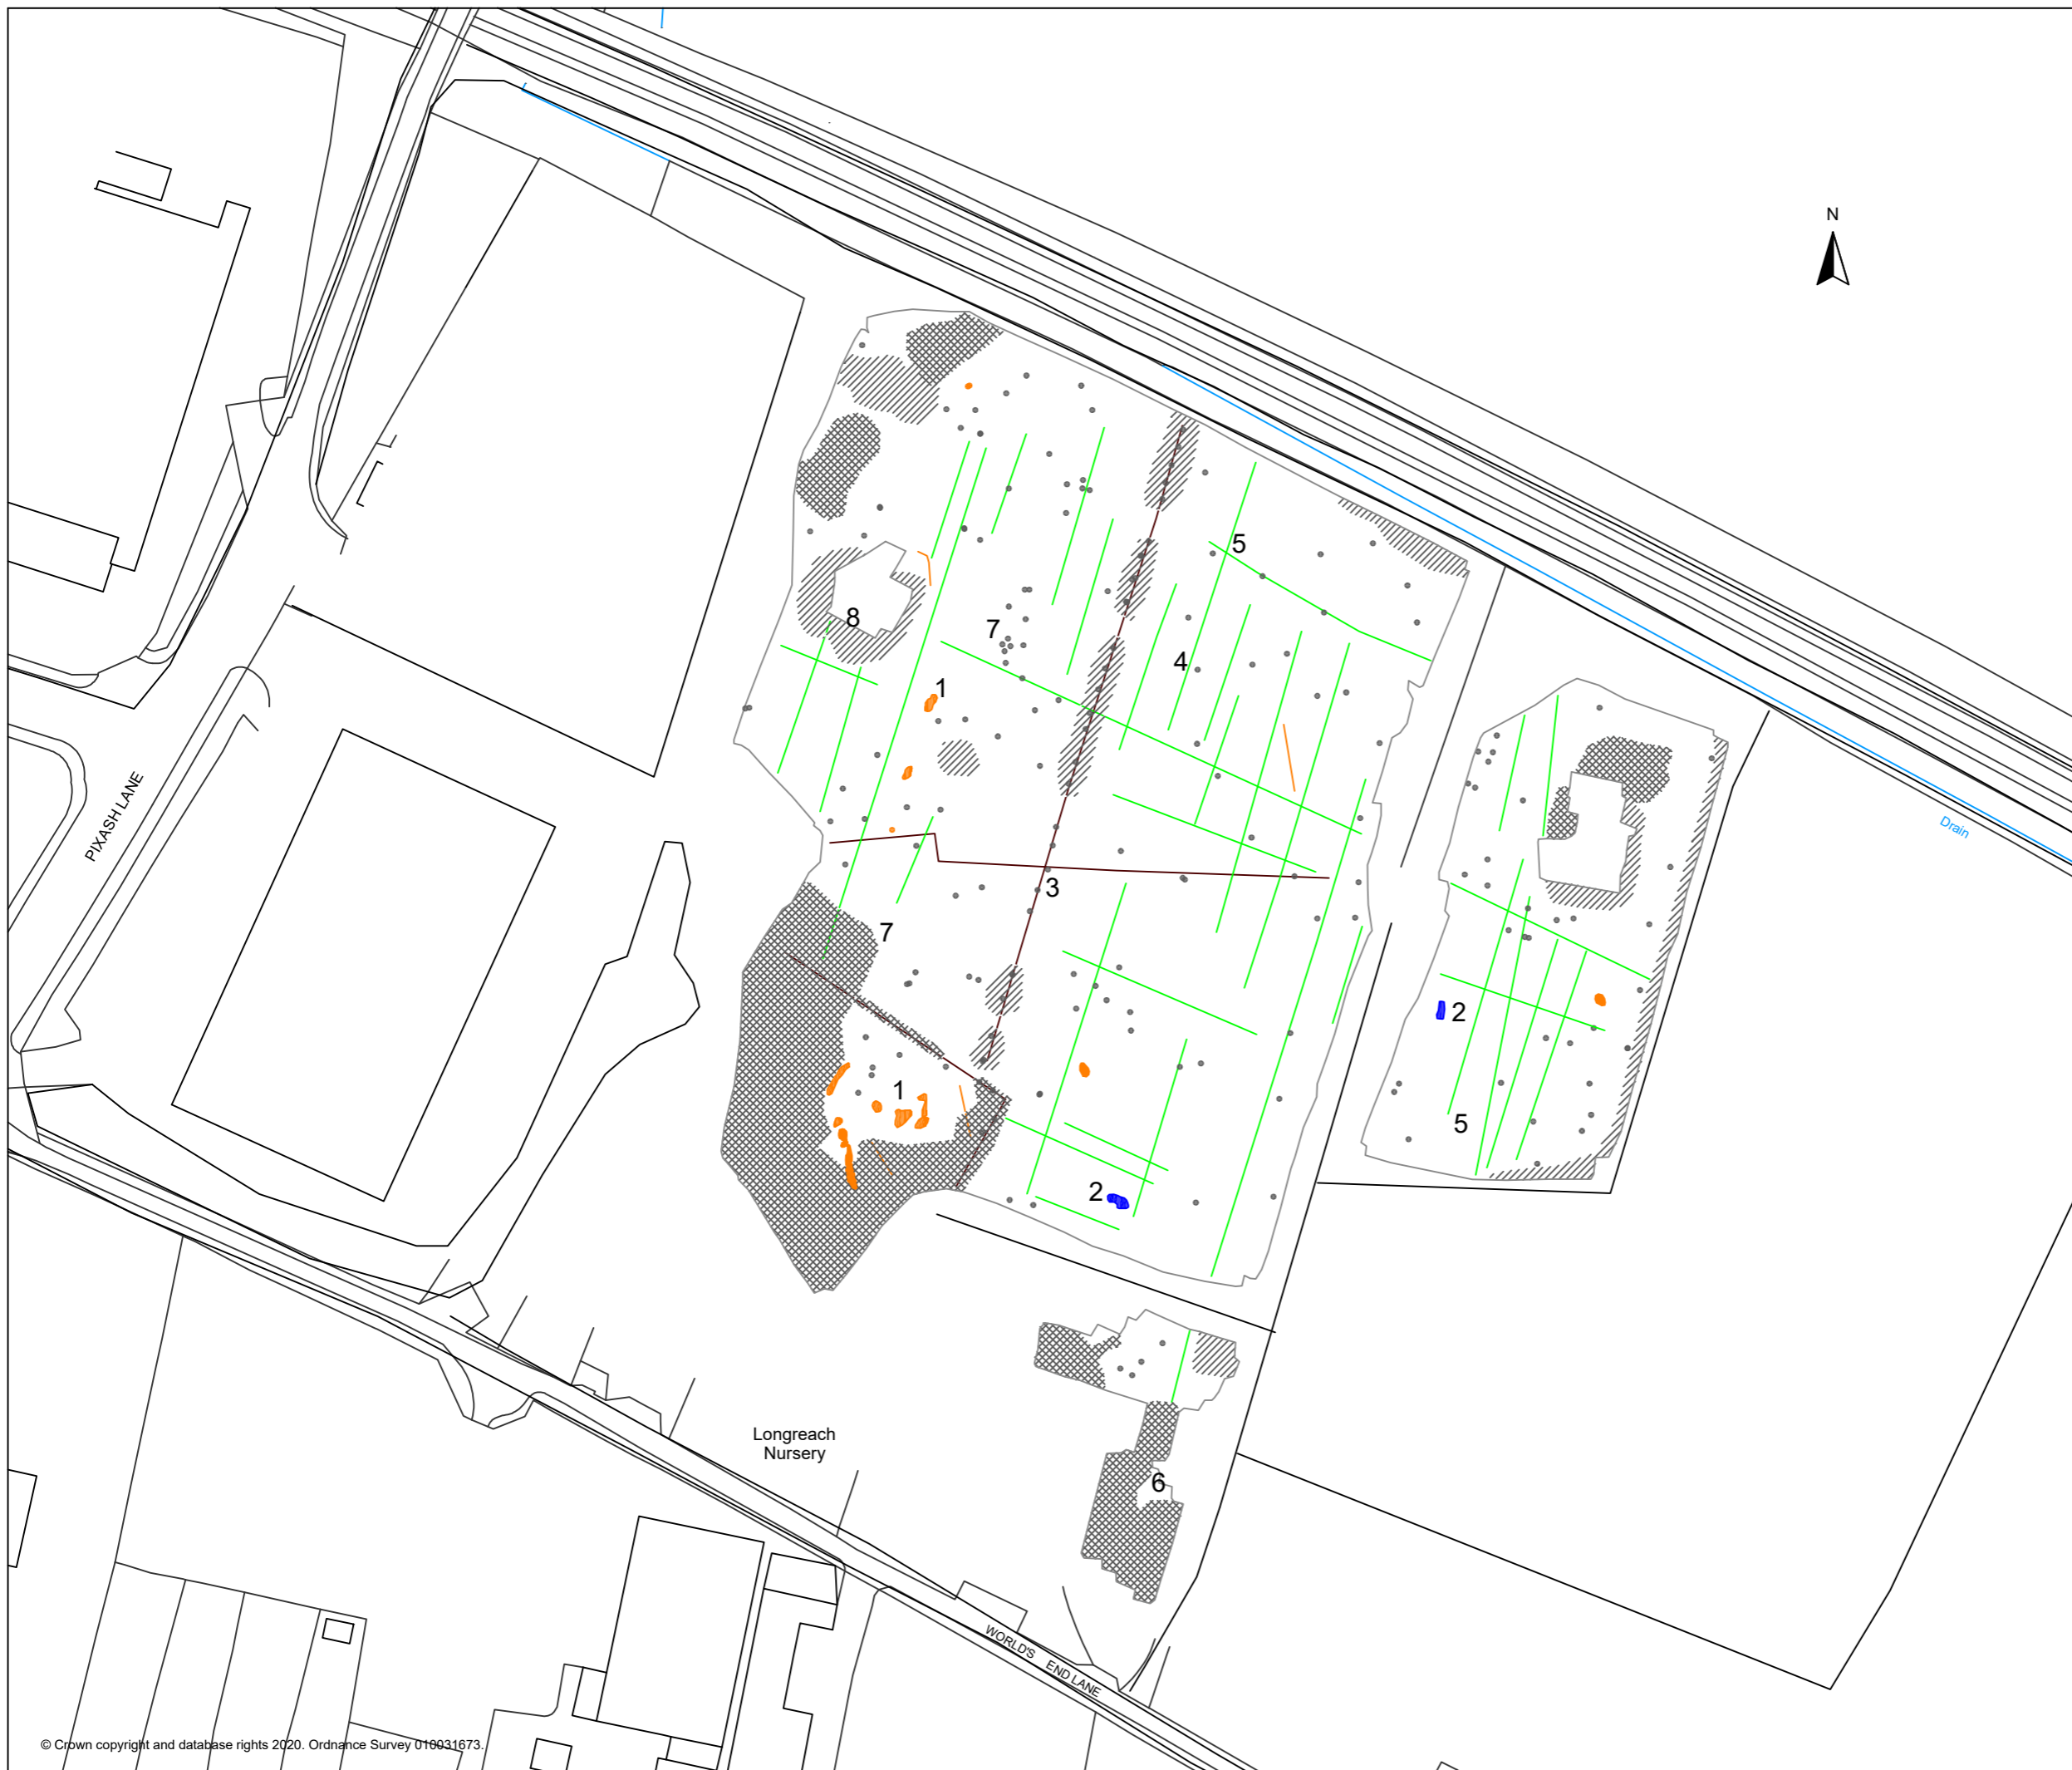 N
5
8
7
4
1
PIXASH LANE
Drain
3
7
2
1
5
2
Longreach
Nursery
6
WORLD'S END LANE
© Crown copyright and database rights 2020. Ordnance Survey 010031673.